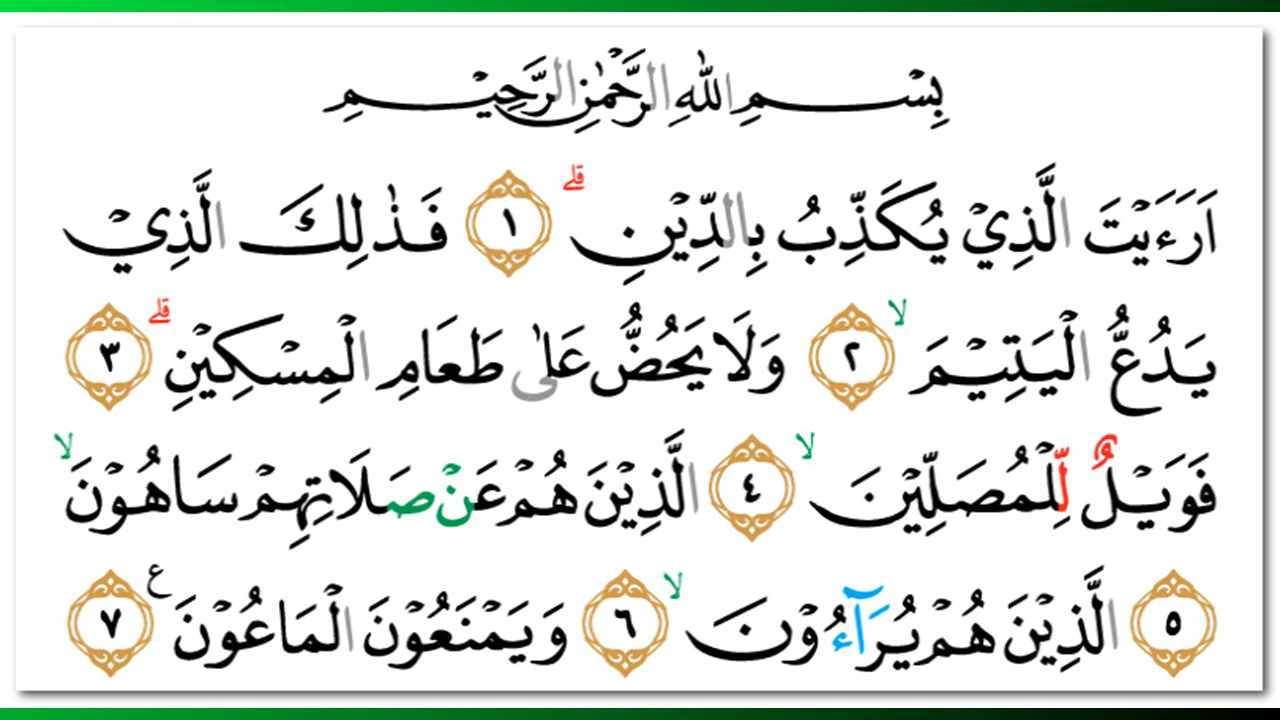 بِسْمِ اللّٰهِ الرَّحْمٰنِ الرَّحِيْمِ
اَرَءَيْتَ الَّذِيْ يُكَذِّبُ بِالدِّيْنِۗ ١ فَذٰلِكَ الَّذِيْ
يَدُعُّ الْيَتِيْمَۙ ٢ وَلَا يَحُضُّ عَلٰى طَعَامِ الْمِسْكِيْنِۗ ٣
فَوَيْلٌ لِّلْمُصَلِّيْنَۙ ٤ الَّذِيْنَ هُمْ عَنْ صَلَاتِهِمْ سَاهُوْنَۙ
٥ الَّذِيْنَ هُمْ يُرَاۤءُوْنَۙ ٦ وَيَمْنَعُوْنَ الْمَاعُوْنَ ࣖ ٧